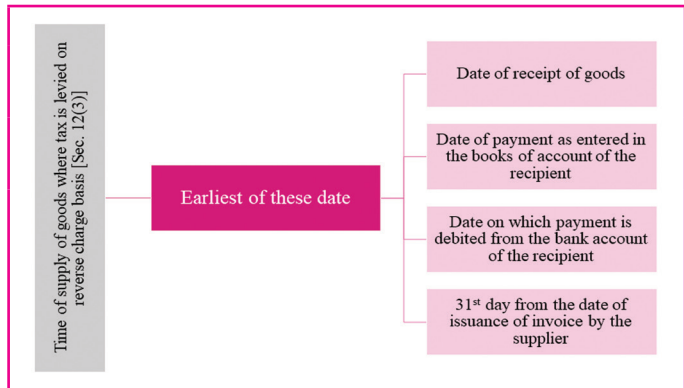 Time of supply of goods where tax is levied on
reverse charge basis [Sec. 12(3)]
Earliest of these date
Date of receipt of goods
Date of payment as entered in
the books of account of the
recipient
Date on which payment is
debited from the bank account
of the recipient
31st day from the date of
issuance of invoice by the
supplier